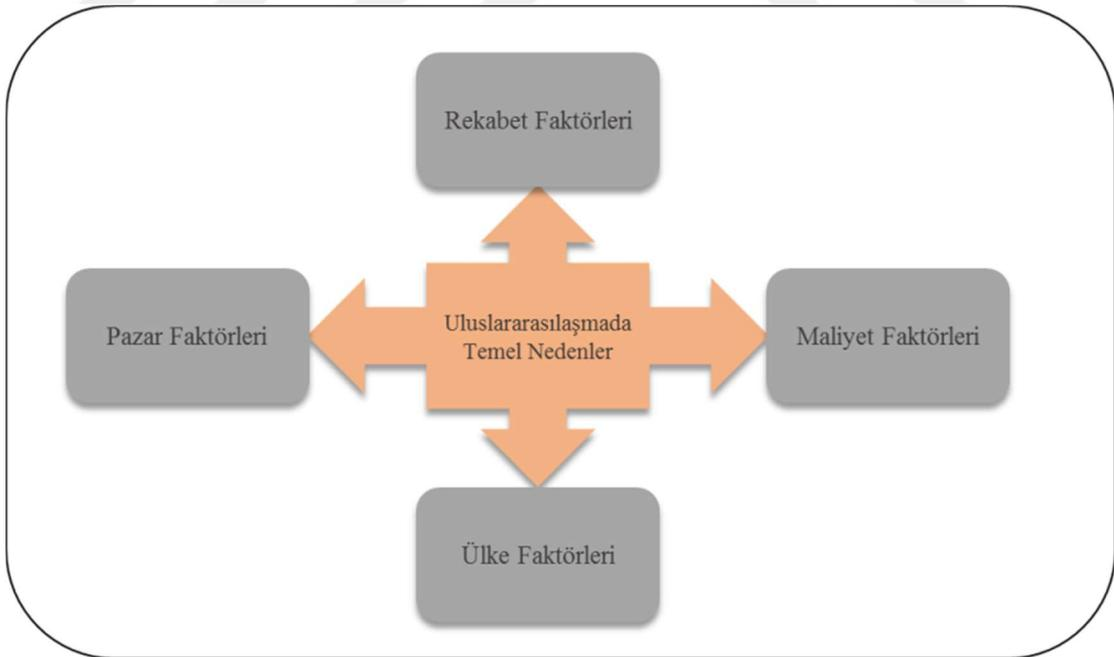 Rekabet Faktörleri
Pazar Faktörleri
Uluslararasılaşmada
Temel Nedenler
Maliyet Faktörleri
Ülke Faktörleri